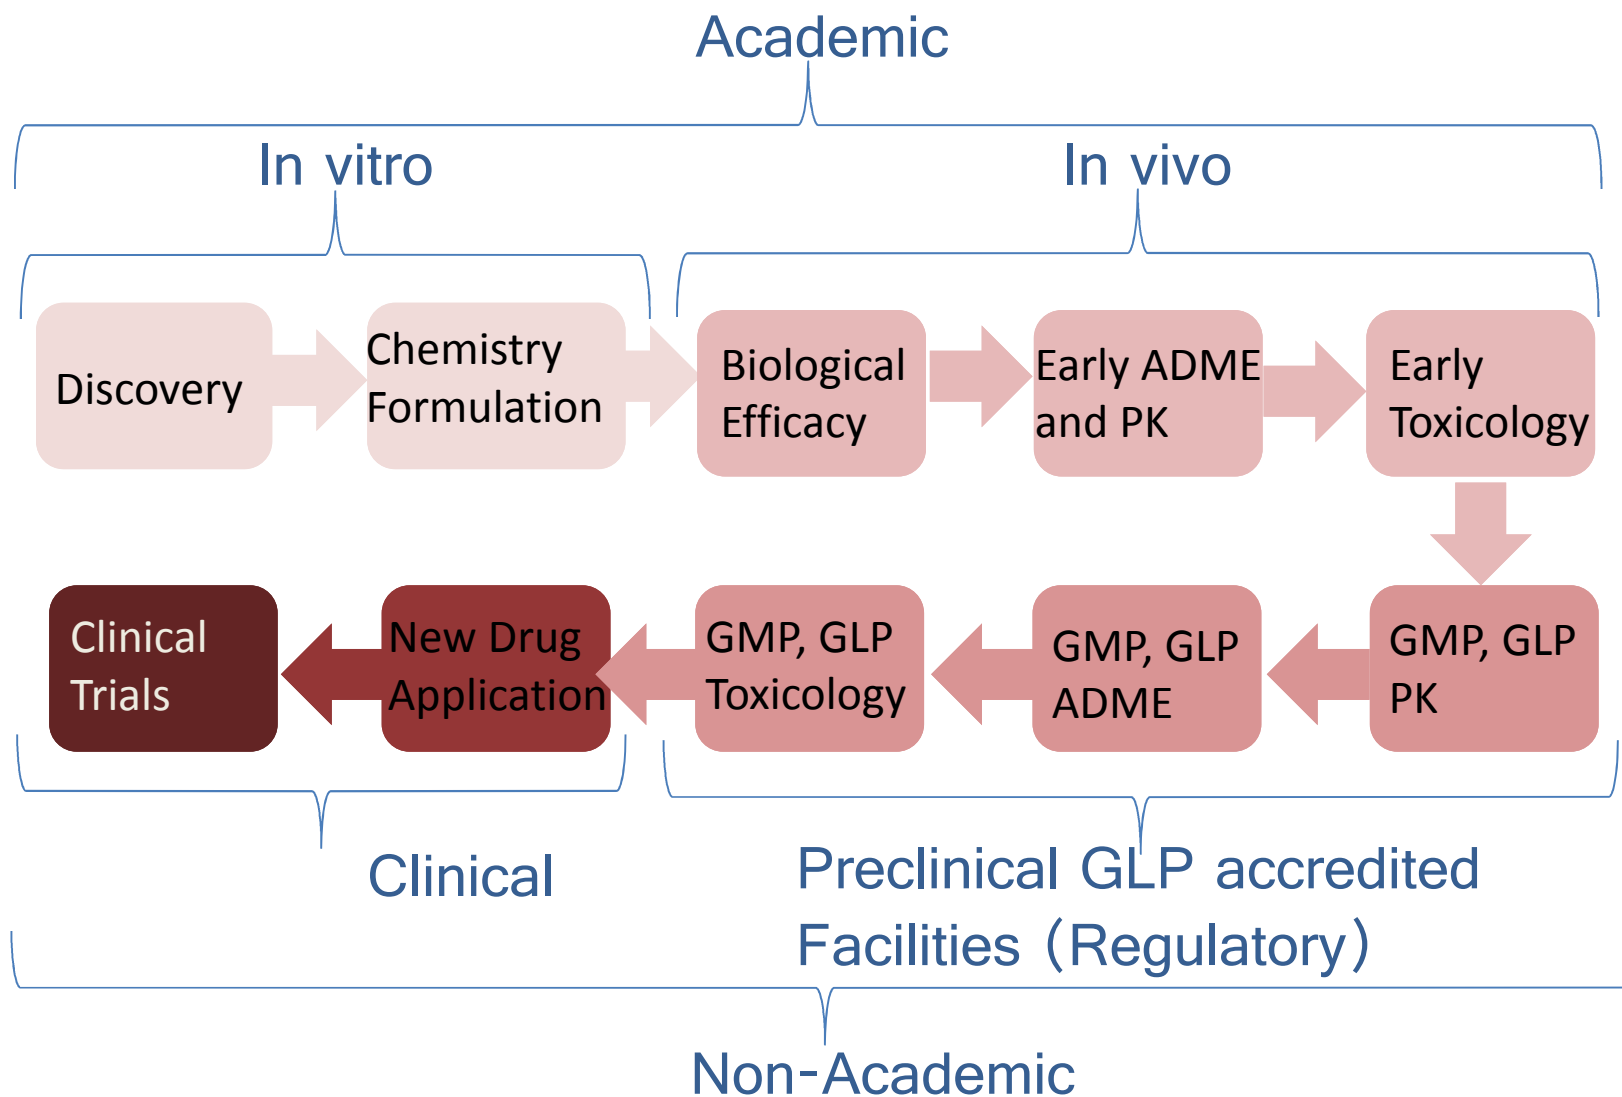 Academic
In vitro
In vivo
Discovery
Chemistry
Formulation
Biological
Efficacy
Early ADME
and PK
Early
Toxicology
Clinical
Trials
New Drug
Application
GMP, GLP
Toxicology
GMP, GLP
ADME
GMP, GLP
PK
Clinical
Preclinical GLP accredited
Facilities (Regulatory)
Non-Academic